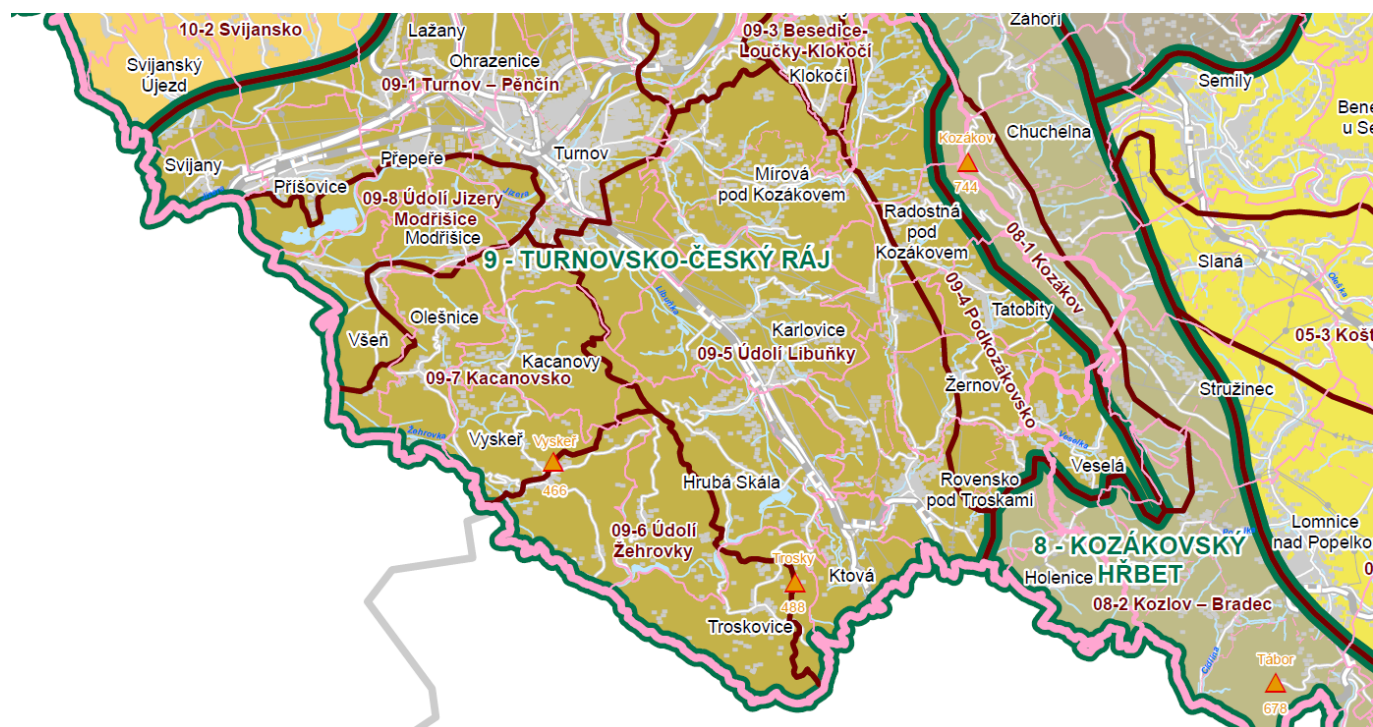 10-2 Svijansko
Lažany
09-3 Besedice-
Loučky-Klokočí
Záhoří
Svijanský
Újezd
Ohrazenice
09-1 Turnov – Pěnčín
Klokočí
Semily
Chuchelna
Kozákov
744
Svijany
Příšovice
Přepeře
Turnov
09-8 Údolí Jizery
Modřišice
Modřišice
Jizera
Mírová
pod Kozákovem
Radostná
pod
Kozákovem
08-1 Kozákov
Slaná
Oleška
9 - TURNOVSKO-ČESKÝ RÁJ
Libuňka
Tatobity
Všeň
Olešnice
Kacanovy
09-7 Kacanovsko
Karlovice
09-5 Údolí Libuňky
09-4 Podkozákovsko
05-3 Košť
Žernov
Stružinec
Žehrovka
Vyskeř
Vyskeř
466
Hrubá Skála
Rovensko
pod Troskami
Veselka
Veselá
09-6 Údolí
Žehrovky
Trosky
488
Troskovice
Ktová
8 - KOZÁKOVSKÝ
HŘBET
Holenice
08-2 Kozlov – Bradec
Lomnice
nad Popelko
Cidlina
Tábor
678